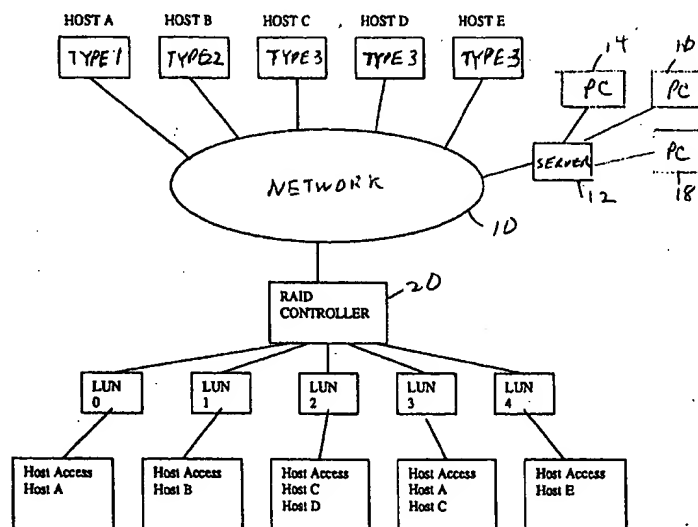 HOST A HOST B HOST C HOST D HOST E
TYPE 1 TYPE22 TYPE 3 TYPE 3 TYPE 3
14 16
PC PC
SERVER PC
12 18
NETWORK
10
20
RAID
CONTROLLER
LUN LUN LUN LUN LUN
0 1 2 3 4
Host Access Host Access Host Access Host Access Host Access
Host A Host B Host C Host A Host E
Host D Host C